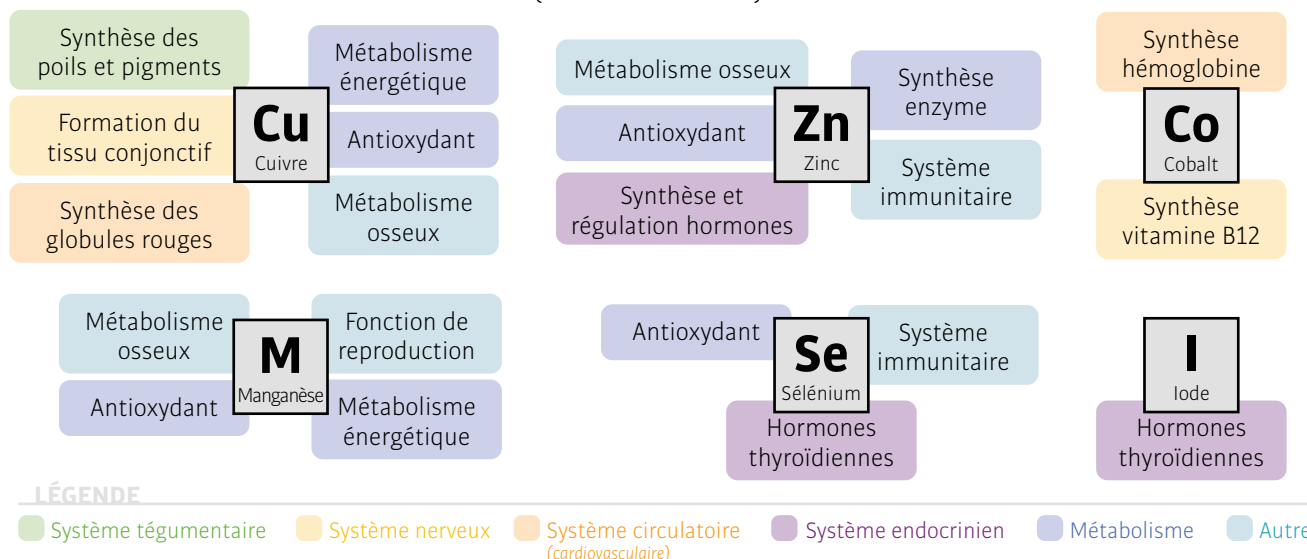 Synthèse des
poils et pigments
Métabolisme
énergétique
Formation du
tissu conjonctif
Cu
Cuivre
Antioxydant
Synthèse des
globules rouges
Métabolisme
osseux
Métabolisme osseux
Synthèse
enzyme
Antioxydant
Zn
Zinc
Synthèse et
régulation hormones
Système
immunitaire
Synthèse
hémoglobine
Co
Cobalt
Synthèse
vitamine B12
Métabolisme
osseux
Fonction de
reproduction
M
Manganèse
Antioxydant
Métabolisme
énergétique
Antioxydant
Système
immunitaire
Se
Sélénium
Hormones
thyroïdiennes
I
Iode
Hormones
thyroïdiennes
LÉGENDE
Système tégumentaire
Système nerveux
Système circulatoire
(cardiovasculaire)
Système endocrinien
Métabolisme
Autre